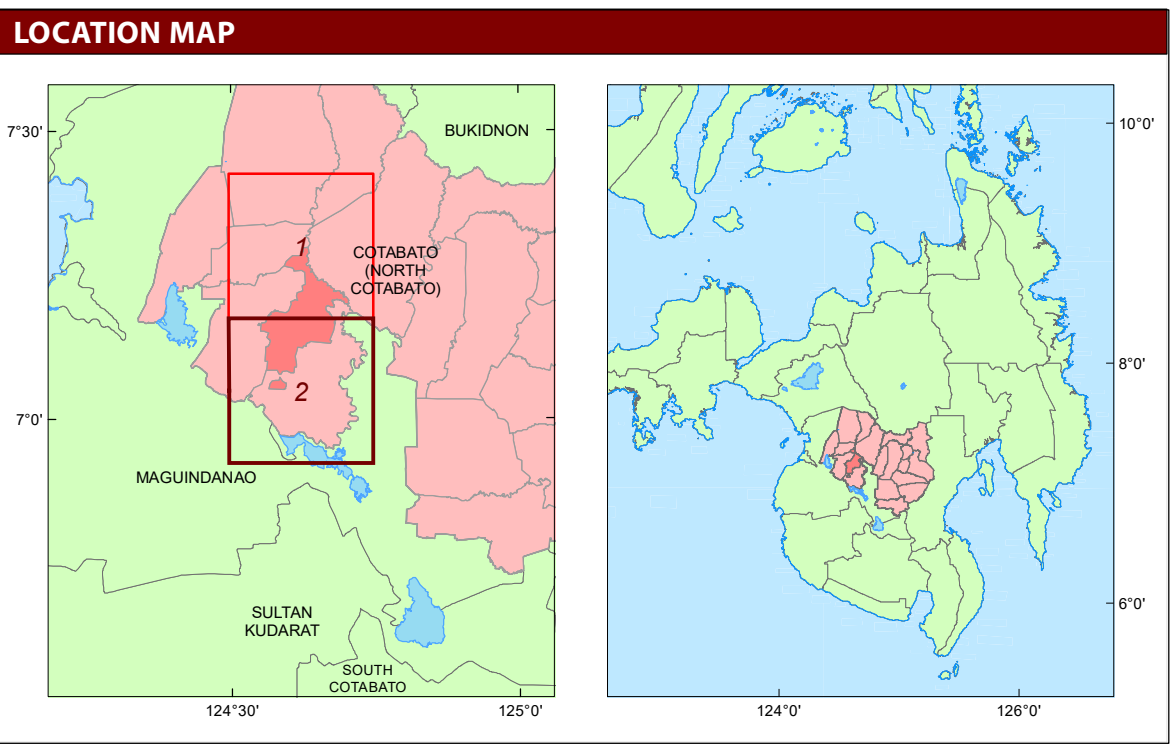 LOCATION MAP
7°30'
BUKIDNON
1
COTABATO
(NORTH
COTABATO)
2
7°0'
MAGUINDANAO
SULTAN
KUDARAT
SOUTH
COTABATO
124°30'
125°0'
10°0'
8°0'
6°0'
124°0'
126°0'